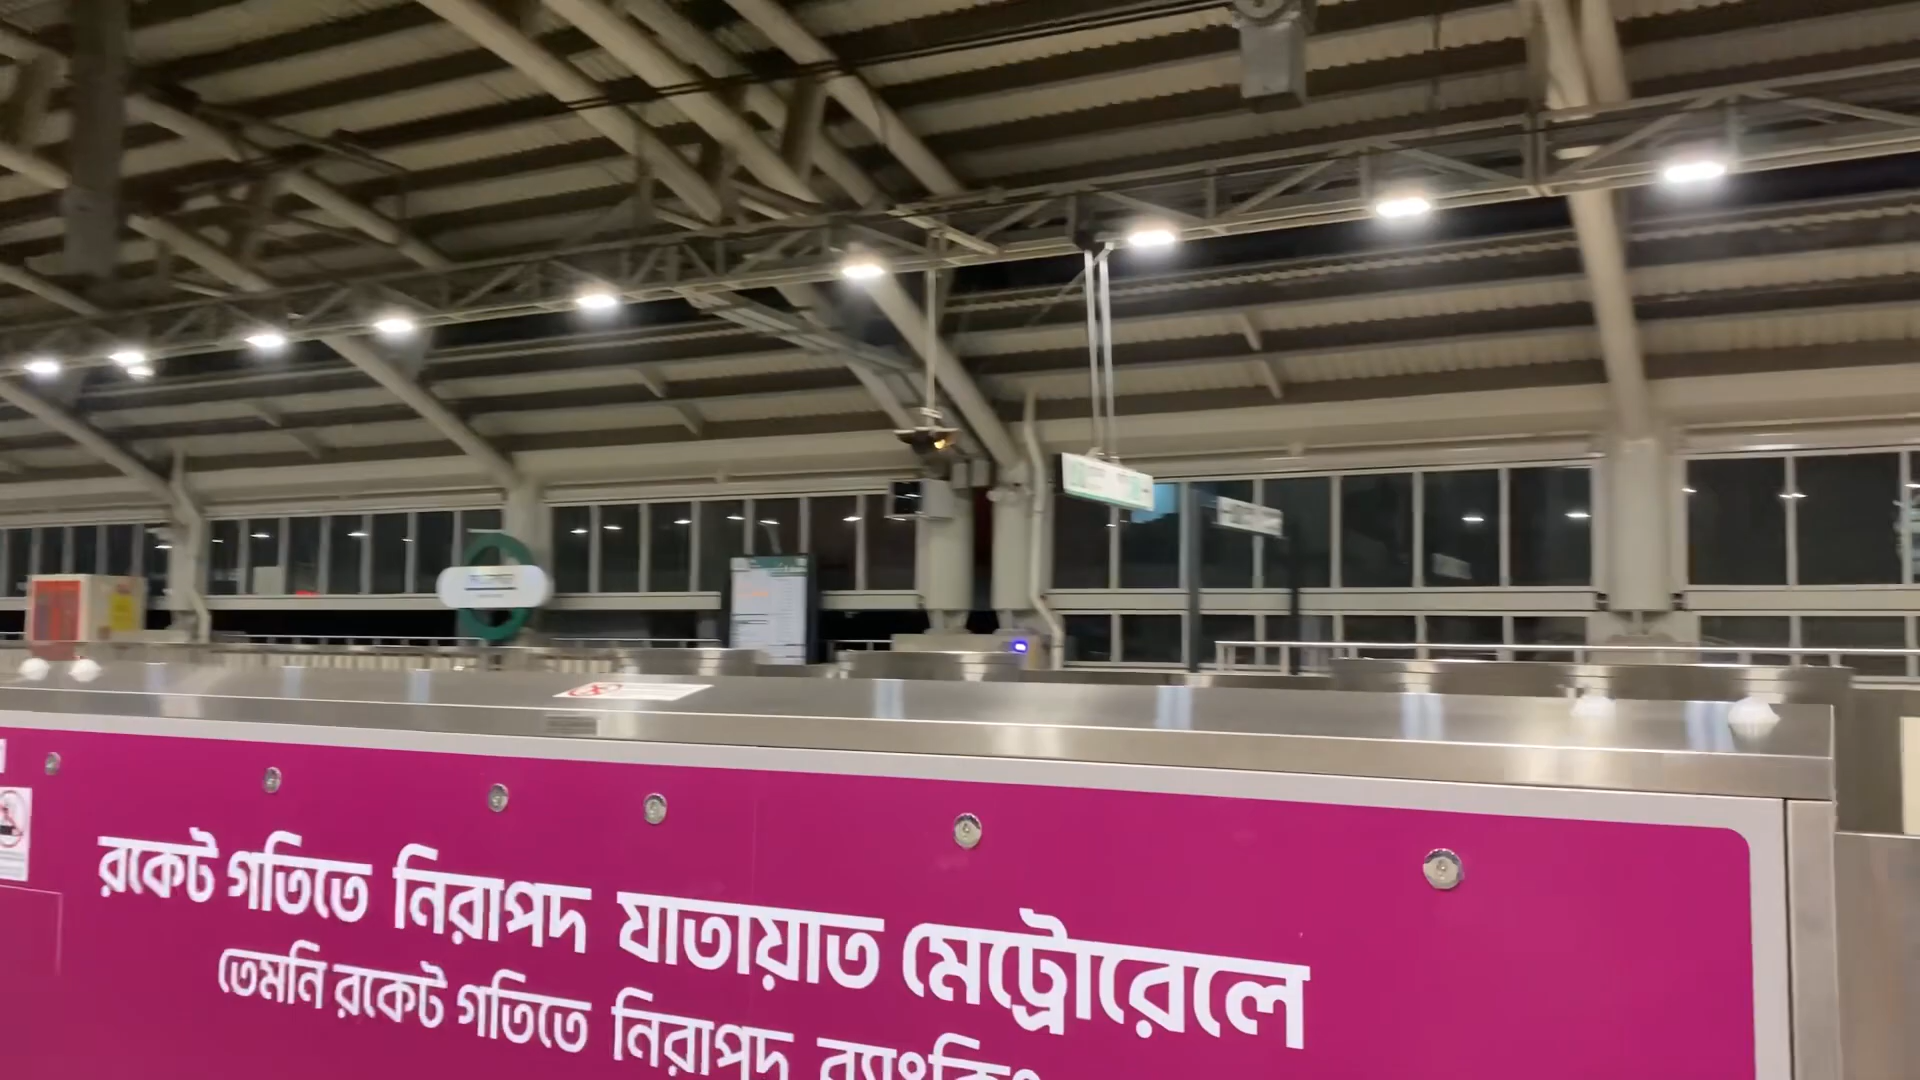 রকেট গতিতে নিরাপদ যাতায়াত মেট্রোরেলে
তেমনি রকেট গতিতে নিরাপদ ব্যাংকিং